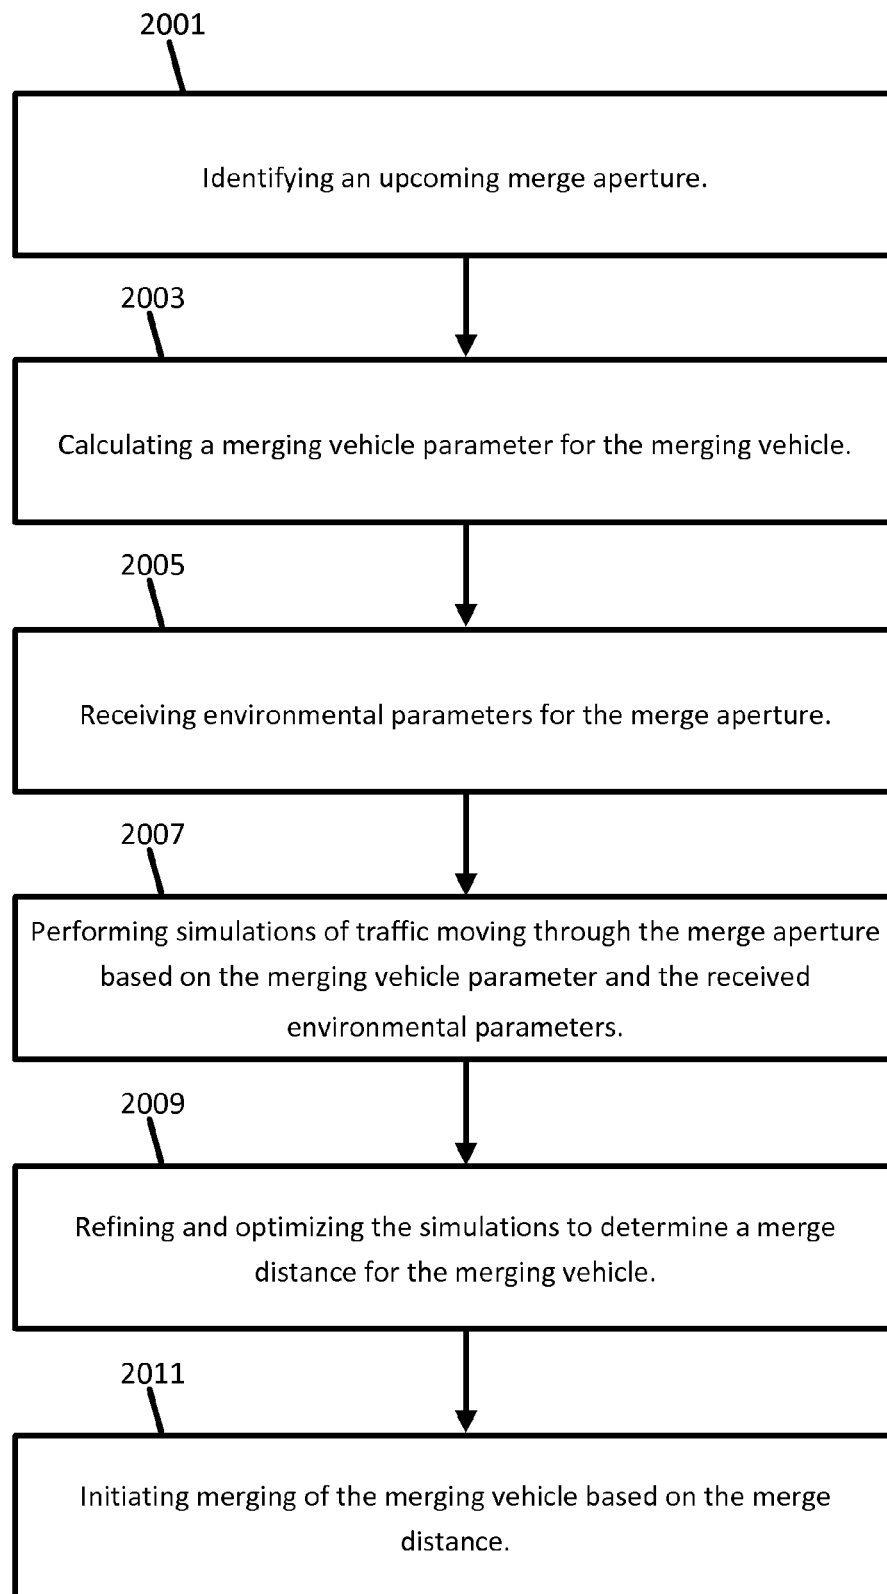 2001
Identifying an upcoming merge aperture.
2003
Calculating a merging vehicle parameter for the merging vehicle.
2005
Receiving environmental parameters for the merge aperture.
2007
Performing simulations of traffic moving through the merge aperture
based on the merging vehicle parameter and the received
environmental parameters.
2009
Refining and optimizing the simulations to determine a merge
distance for the merging vehicle.
2011
Initiating merging of the merging vehicle based on the merge
distance.